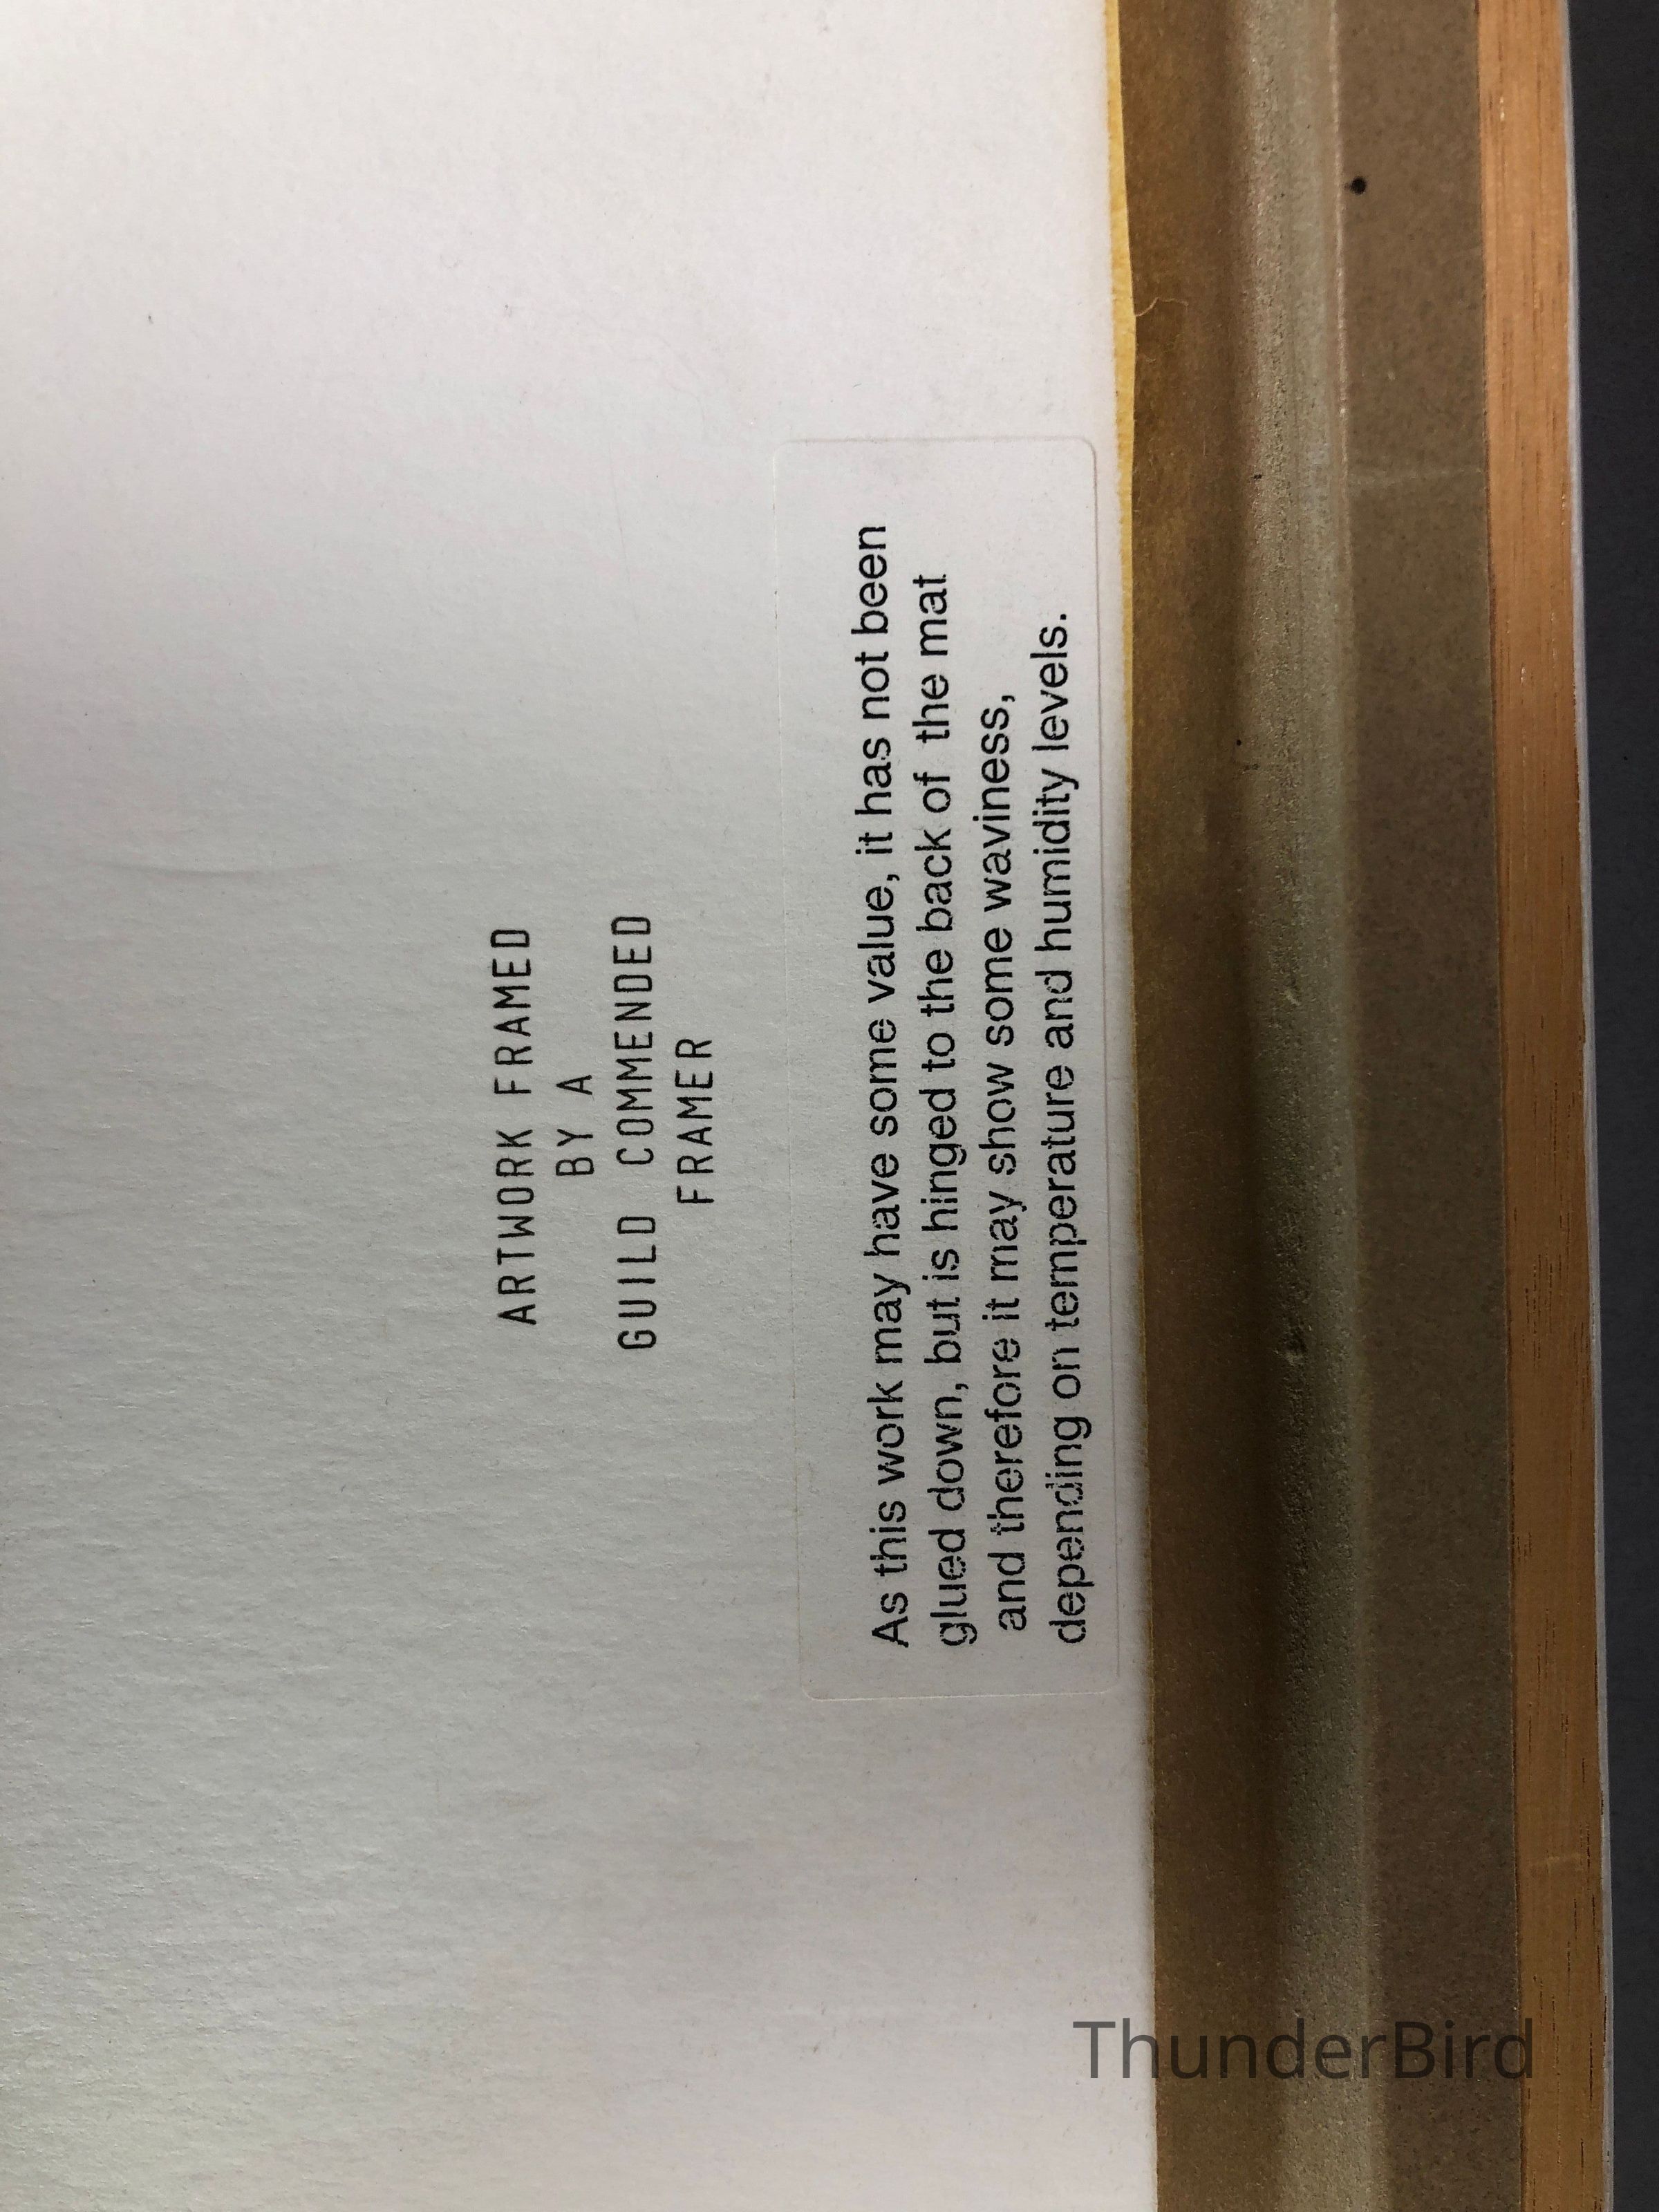 ARTWORK FRAMED
BY A
GUILD COMMENDED
FRAMER
As this work may have some value, it has not been
glued down, but is hinged to the back of the mat
and therefore it may show some waviness,
depending on temperature and humidity levels.
ThunderBird